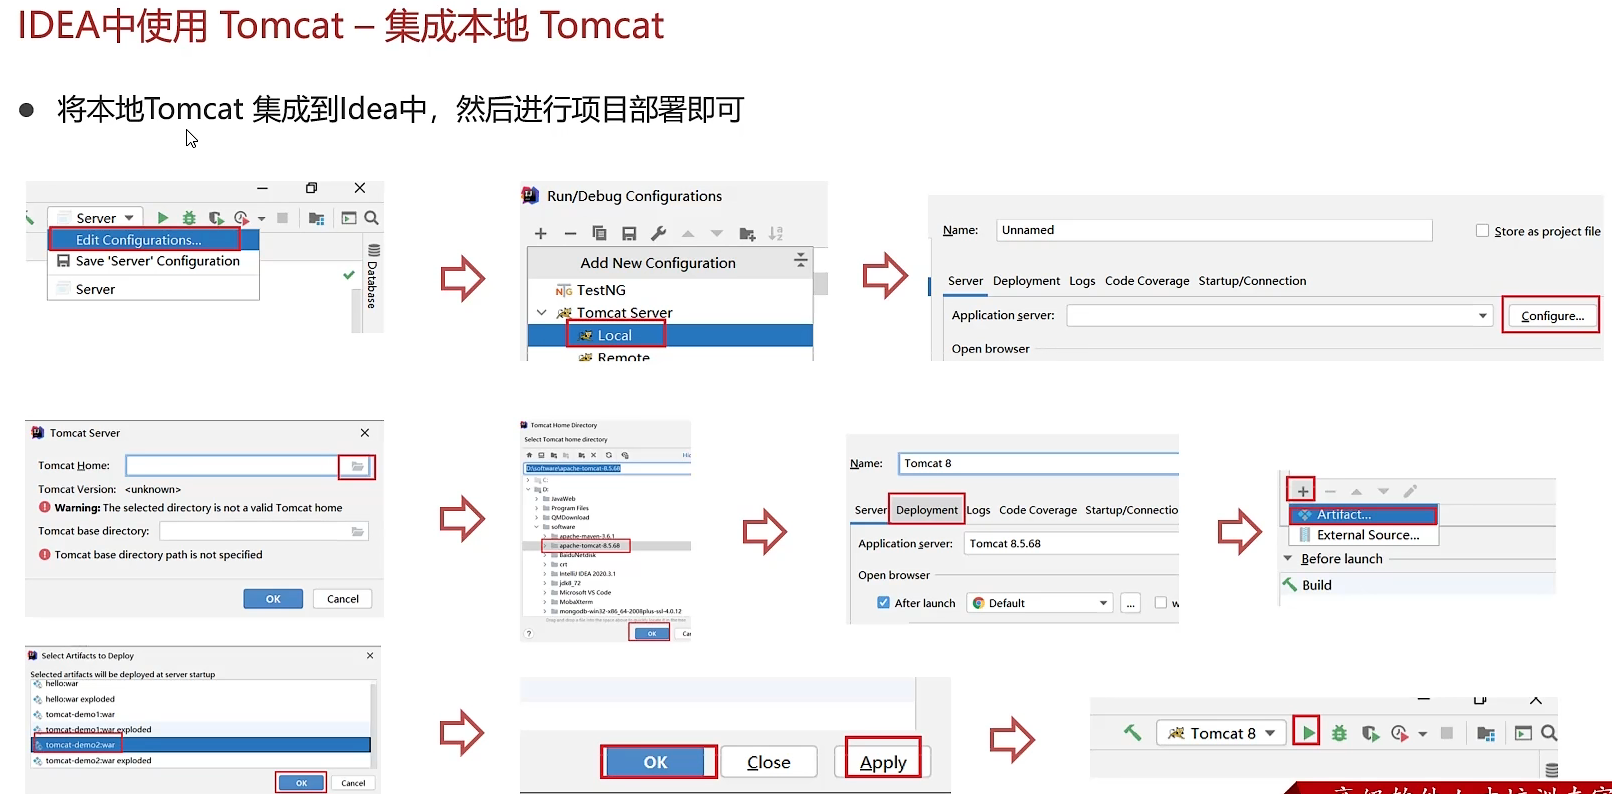 IDEA中使用 Tomcat – 集成本地 Tomcat
● 将本地Tomcat 集成到Idea中，然后进行项目部署即可
Server
Edit Configurations...
Save 'Server' Configuration
Server
Database
Run/Debug Configurations
Add New Configuration
TestNG
Tomcat Server
Local
Remote
Name: Unnamed
Store as project file
Server Deployment Logs Code Coverage Startup/Connection
Application server:
Configure...
Open browser
Tomcat Server
Tomcat Home:
Tomcat Version: <unknown>
Warning: The selected directory is not a valid Tomcat home
Tomcat base directory:
Tomcat base directory path is not specified
OK Cancel
Tomcat Home Directory
Select Tomcat home directory
D:\software\apache-tomcat-8.5.68
C:
D:
JavaWeb
Program Files
QMDownload
software
apache-maven-3.6.1
apache-tomcat-8.5.68
BaiduNetdisk
crt
IntelliJ IDEA 2020.3.1
jdk8_72
Microsoft VS Code
MobaXterm
mongodb-win32-x86_64-2008plus-ssl-4.0.12
? OK
Name: Tomcat 8
Server Deployment Logs Code Coverage Startup/Connectio
Application server: Tomcat 8.5.68
Open browser
After launch Default ... w
Artifact...
External Source...
Before launch
Build
Select Artifacts to Deploy
Selected artifacts will be deployed at server startup
hello:war
hello:war exploded
tomcat-demo1:war
tomcat-demo1:war exploded
tomcat-demo2:war
tomcat-demo2:war exploded
OK Cancel
OK Close Apply
Tomcat 8